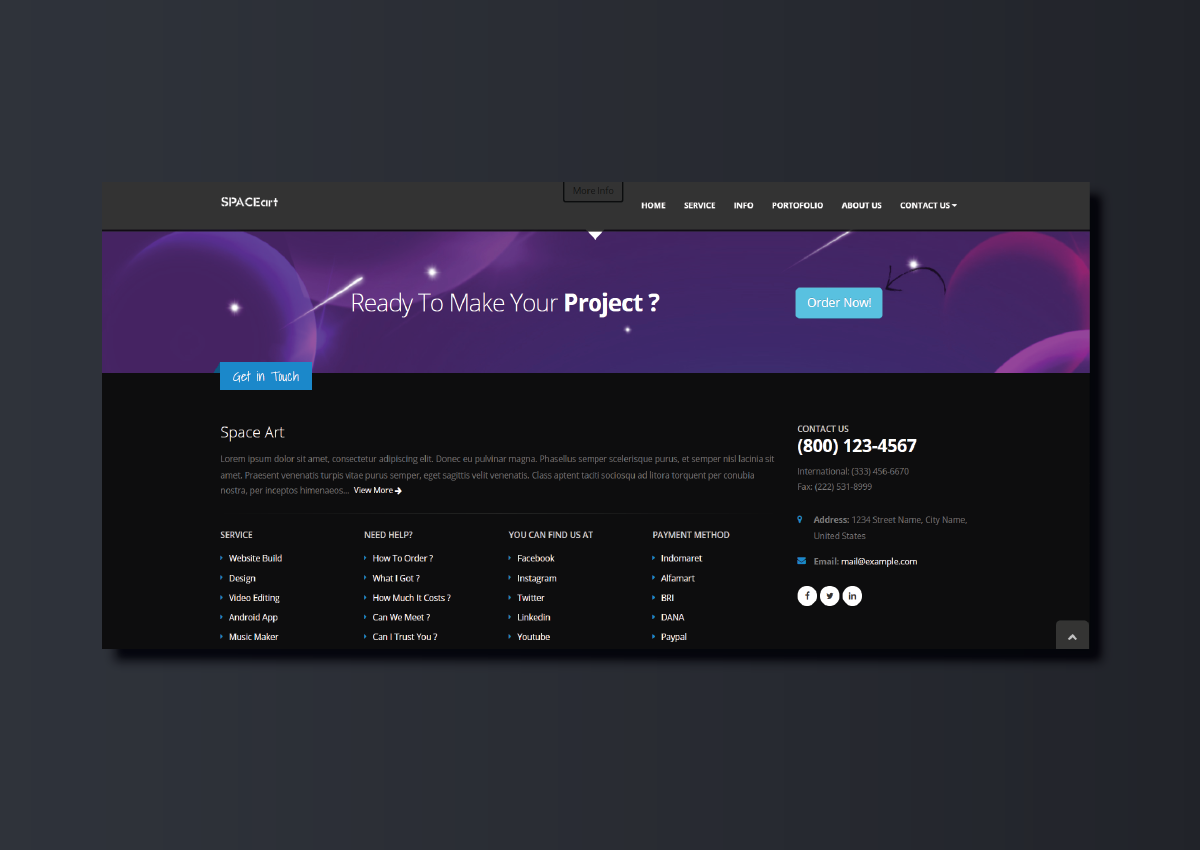 SPACEart
More Info
HOME SERVICE INFO PORTOFOLIO ABOUT US CONTACT US
Ready To Make Your Project ?
Order Now!
Get in Touch
Space Art
Lorem ipsum dolor sit amet, consectetur adipiscing elit. Donec eu pulvinar magna. Phasellus semper scelerisque purus, et semper nisl lacinia sit
amet. Praesent venenatis turpis vitae purus semper, eget sagittis velit venenatis. Class aptent taciti sociosqu ad litora torquent per conubia
nostra, per inceptos himenaeos... View More
SERVICE
Website Build
Design
Video Editing
Android App
Music Maker
NEED HELP?
How To Order ?
What I Got ?
How Much It Costs ?
Can We Meet ?
Can I Trust You ?
YOU CAN FIND US AT
Facebook
Instagram
Twitter
Linkedin
Youtube
PAYMENT METHOD
Indomaret
Alfamart
BRI
DANA
Paypal
CONTACT US
(800) 123-4567
International: (333) 456-6670
Fax: (222) 531-8999
Address: 1234 Street Name, City Name,
United States
Email: mail@example.com